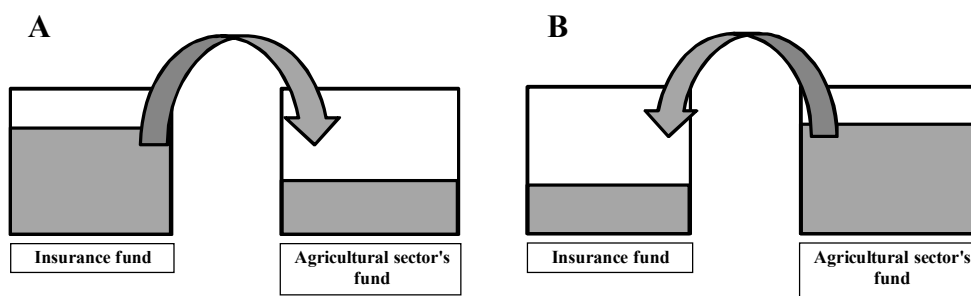 A
B
Insurance fund
Agricultural sector's
fund
Insurance fund
Agricultural sector's
fund